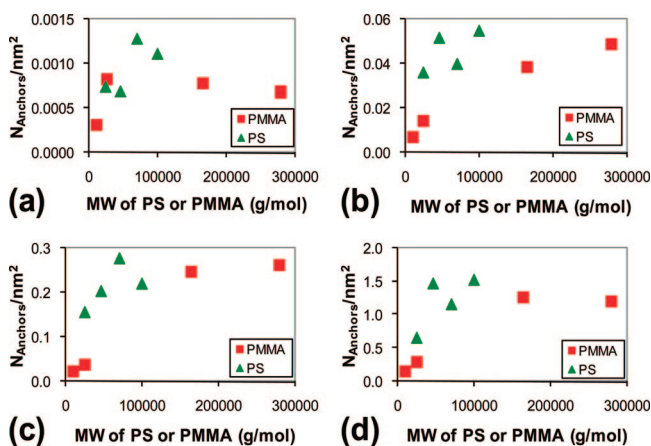 0.0015
0.0010
0.0005
0.0000
N_Anchors/nm²
PMMA
PS
0 100000 200000 300000
(a)
MW of PS or PMMA (g/mol)
0.06
0.04
0.02
0.00
N_Anchors/nm²
PMMA
PS
0 100000 200000 300000
(b)
MW of PS or PMMA (g/mol)
0.3
0.2
0.1
0.0
N_Anchors/nm²
PMMA
PS
0 100000 200000 300000
(c)
MW of PS or PMMA (g/mol)
2.0
1.5
1.0
0.5
0.0
N_Anchors/nm²
PMMA
PS
0 100000 200000 300000
(d)
MW of PS or PMMA (g/mol)